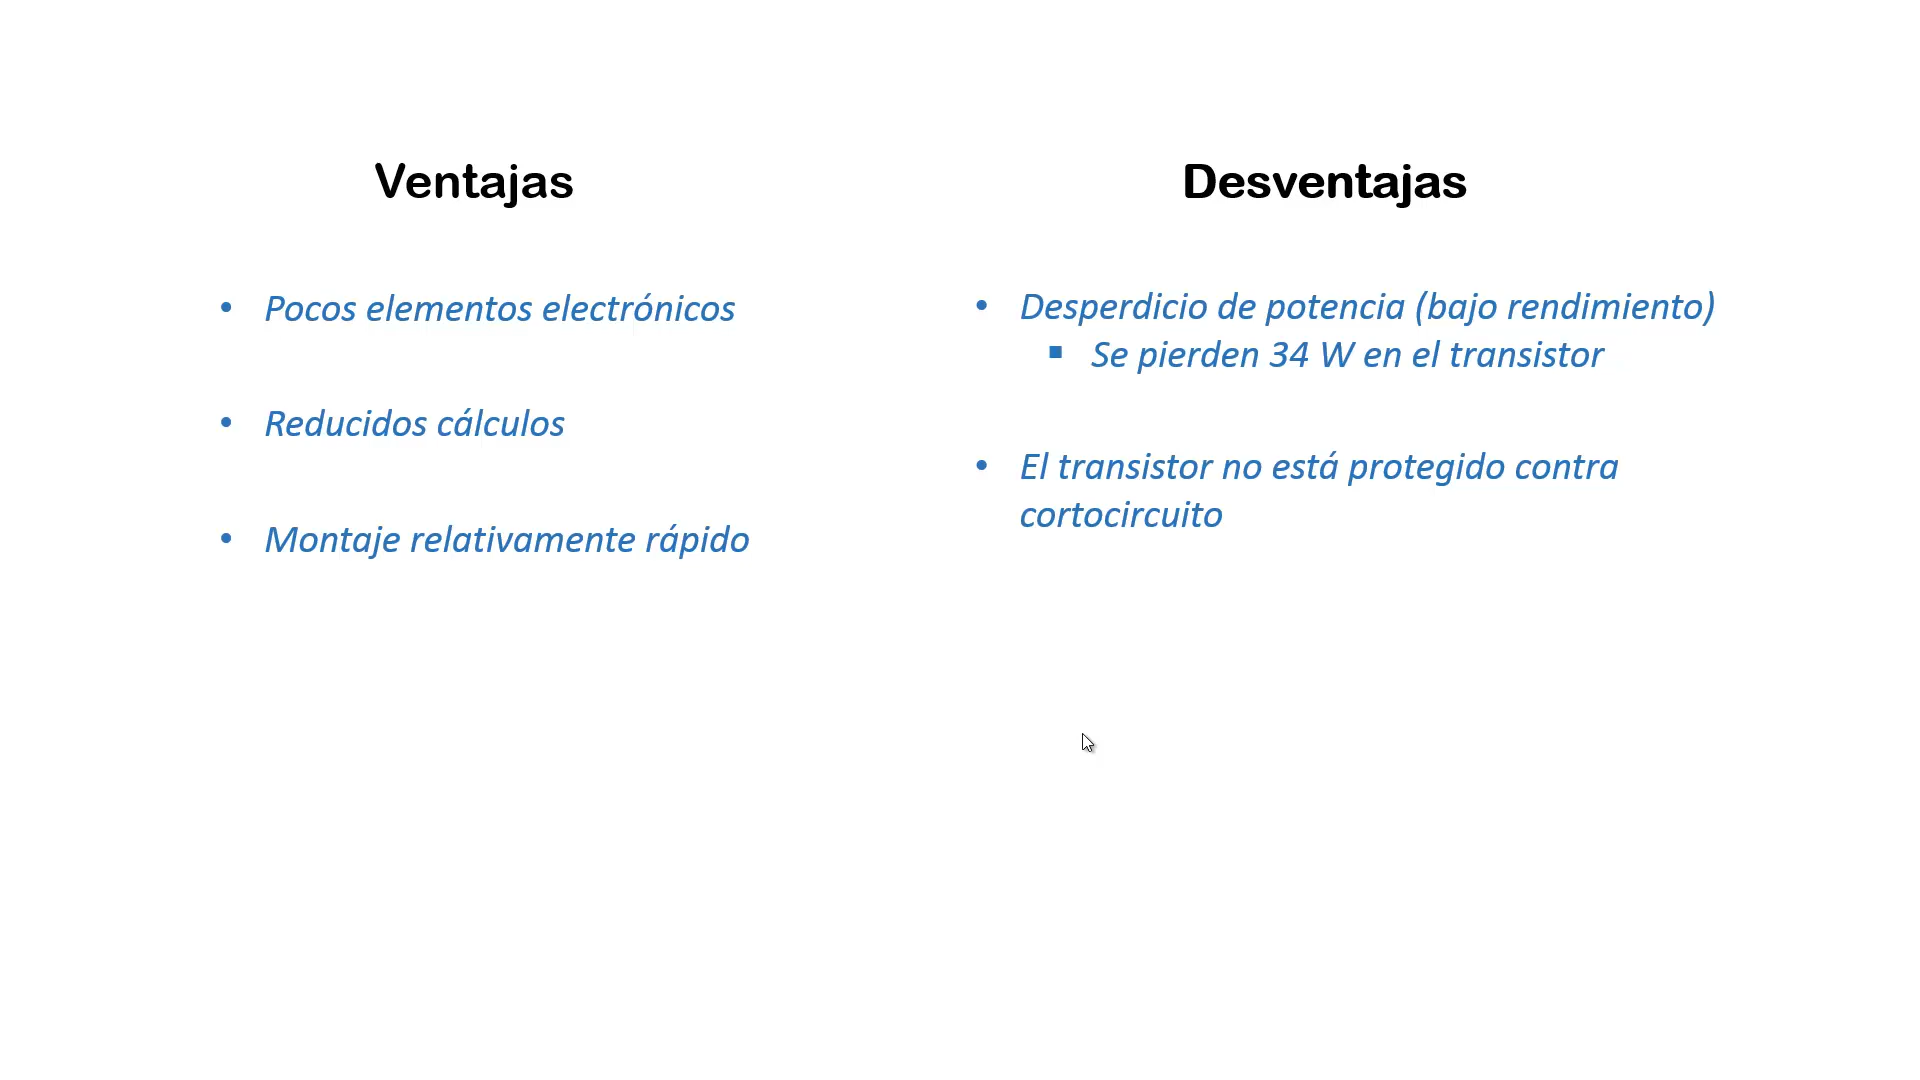 Ventajas
• Pocos elementos electrónicos
• Reducidos cálculos
• Montaje relativamente rápido
Desventajas
• Desperdicio de potencia (bajo rendimiento)
▪ Se pierden 34 W en el transistor
• El transistor no está protegido contra
cortocircuito